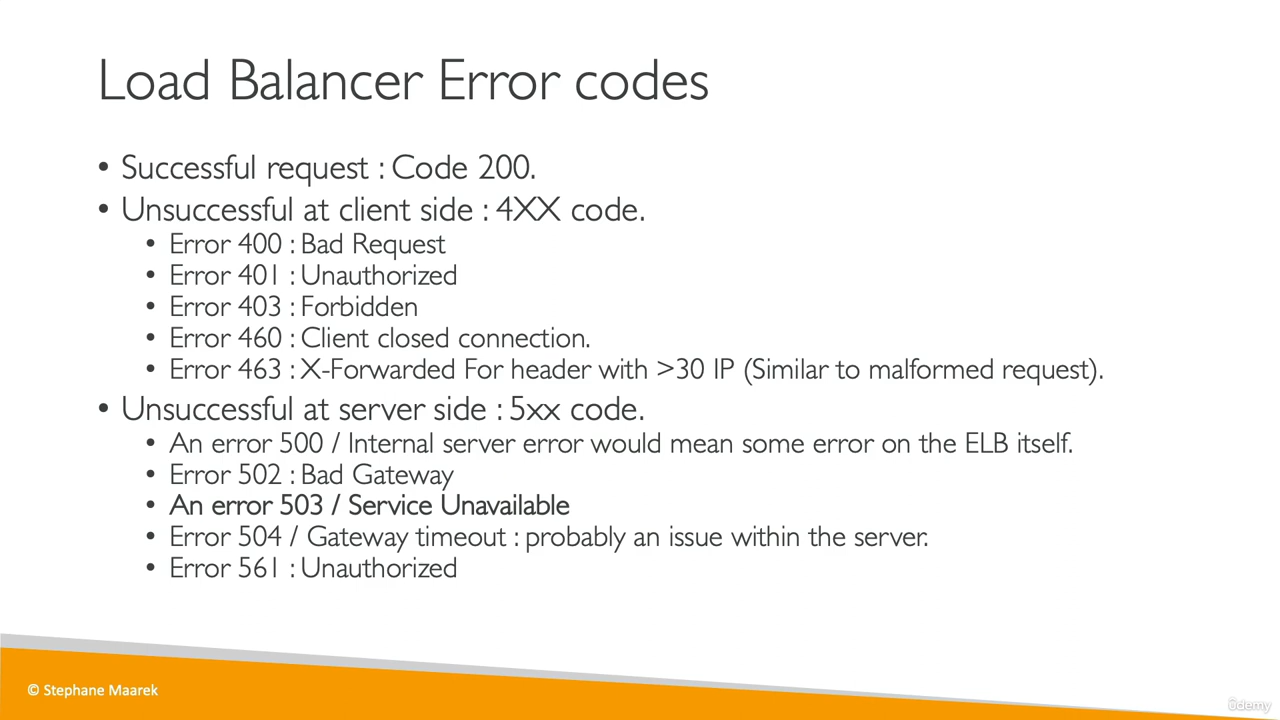 Load Balancer Error codes
• Successful request : Code 200.
• Unsuccessful at client side : 4XX code.
• Error 400 : Bad Request
• Error 401 : Unauthorized
• Error 403 : Forbidden
• Error 460 : Client closed connection.
• Error 463 : X-Forwarded For header with >30 IP (Similar to malformed request).
• Unsuccessful at server side : 5xx code.
• An error 500 / Internal server error would mean some error on the ELB itself.
• Error 502 : Bad Gateway
• An error 503 / Service Unavailable
• Error 504 / Gateway timeout : probably an issue within the server.
• Error 561 : Unauthorized
© Stephane Maarek
ûdemy